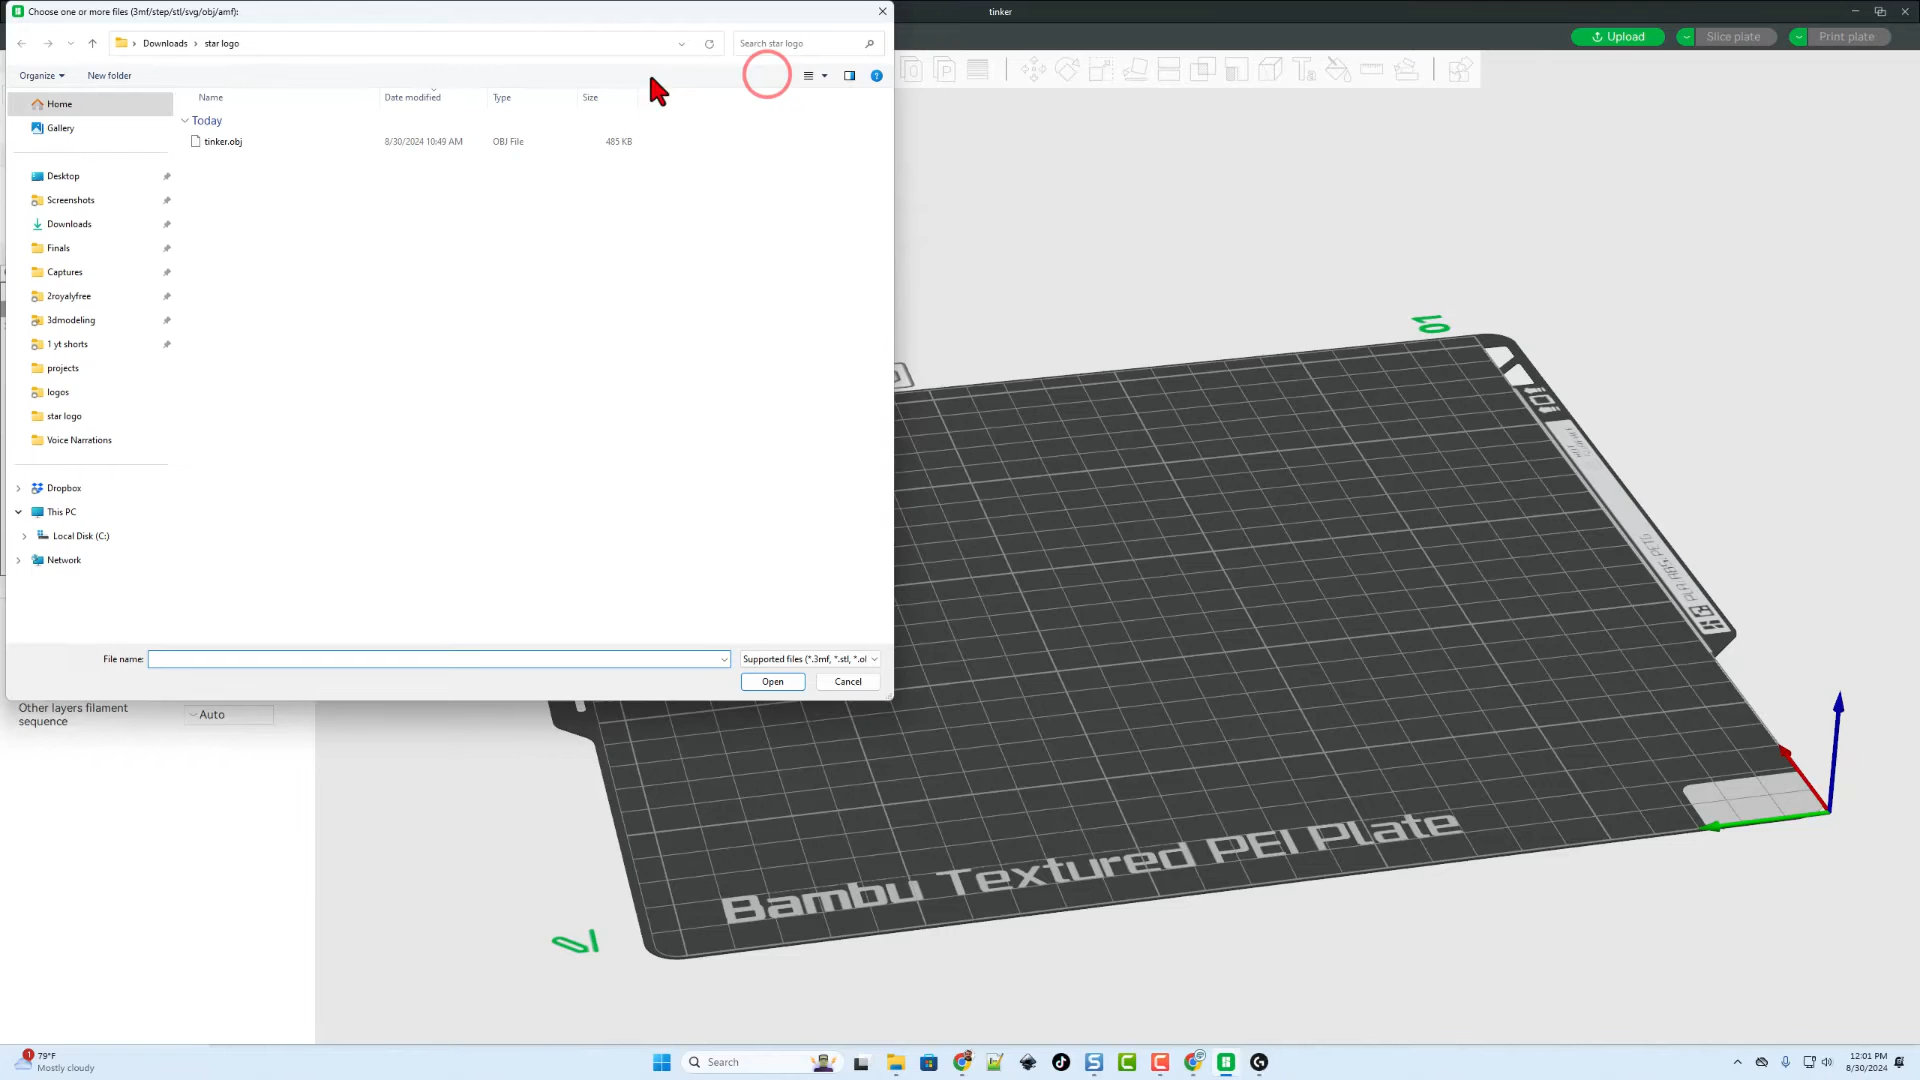 Choose one or more files (3mf/step/stl/svg/obj/amf):
tinker
Downloads > star logo
Search star logo
Upload
Slice plate
Print plate
Organize
New folder
Name
Date modified
Type
Size
Home
Gallery
Today
tinker.obj
8/30/2024 10:49 AM
OBJ File
485 KB
Desktop
Screenshots
Downloads
Finals
Captures
2royalyfree
3dmodeling
1 yt shorts
projects
logos
star logo
Voice Narrations
Dropbox
This PC
Local Disk (C:)
Network
File name:
Supported files (*.3mf, *.stl, *.ol
Open
Cancel
Other layers filament
sequence
Auto
01
Bambu Textured PEI Plate
1
79°F
Mostly cloudy
Search
12:01 PM
8/30/2024